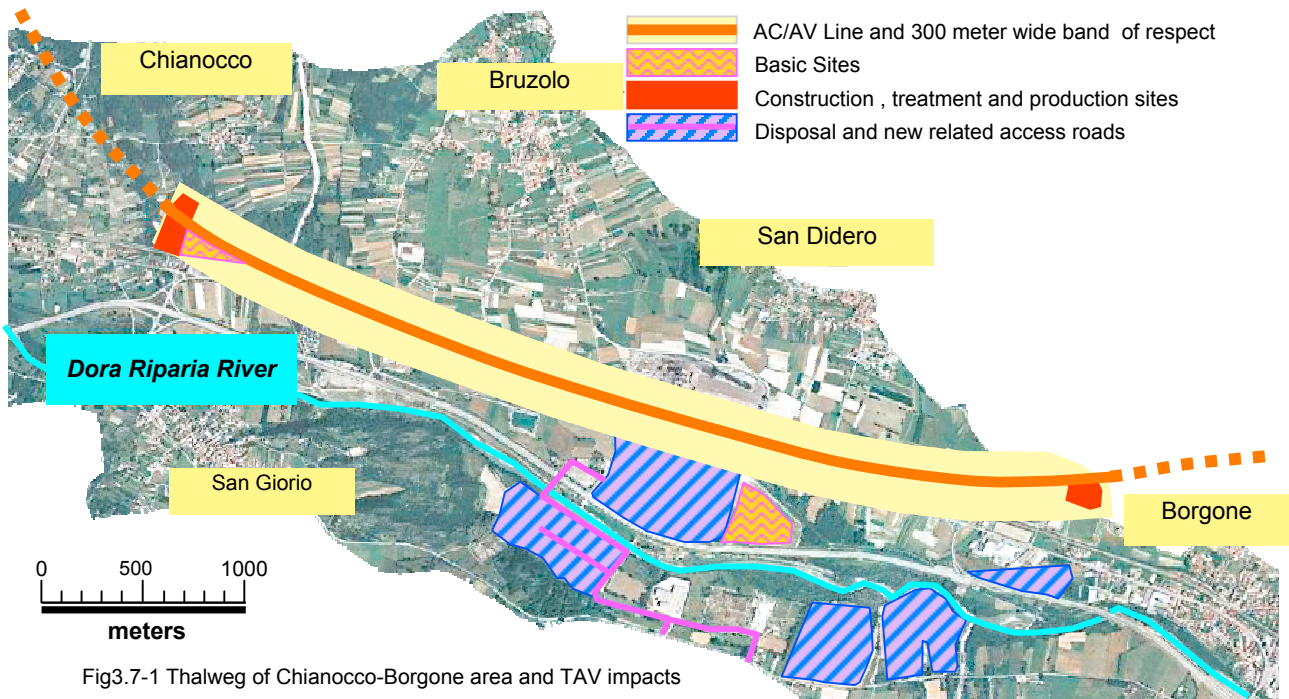 AC/AV Line and 300 meter wide band of respect
Basic Sites
Construction , treatment and production sites
Disposal and new related access roads
Chianocco
Bruzolo
San Didero
Dora Riparia River
San Giorio
Borgone
0 500 1000
meters
Fig3.7-1 Thalweg of Chianocco-Borgone area and TAV impacts